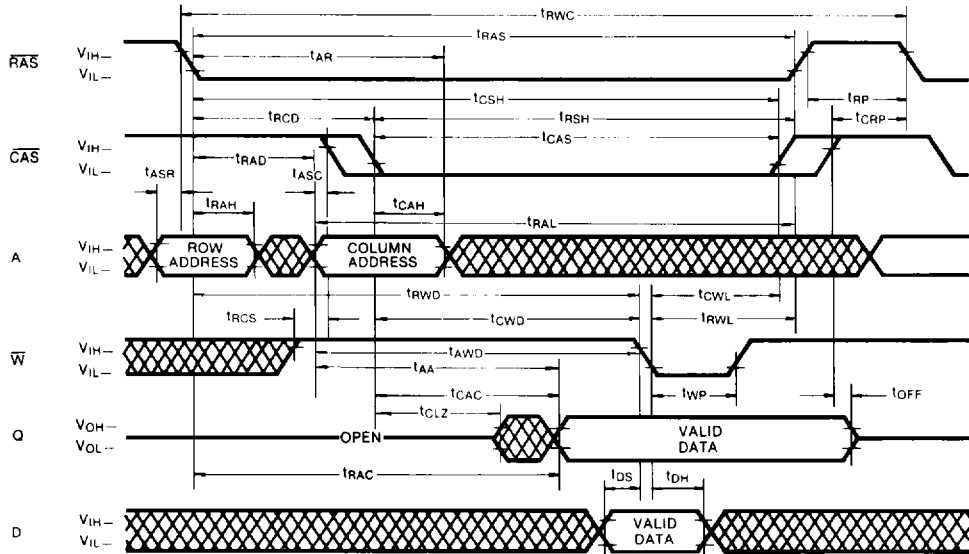 tRWC
tRAS
tAR
RAS
VIH—
VIL—
tCSH
tRP
tRCD
tRSH
tCRP
tCAS
CAS
VIH—
VIL—
tRAD
tASR
tASC
tRAH
tCAH
tRAL
A
VIH—
VIL—
ROW
ADDRESS
COLUMN
ADDRESS
tRWD
tCWL
tRCS
tCWD
tRWL
W
VIH—
VIL—
tAWD
tAA
tWP
tCAC
tOFF
tCLZ
Q
VOH—
VOL—
OPEN
VALID
DATA
tRAC
tDS
tDH
D
VIH—
VIL—
VALID
DATA